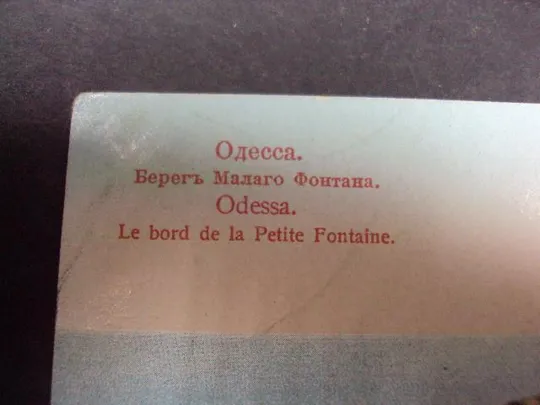 Одесса.
Берегъ Малаго Фонтана.
Odessa.
Le bord de la Petite Fontaine.